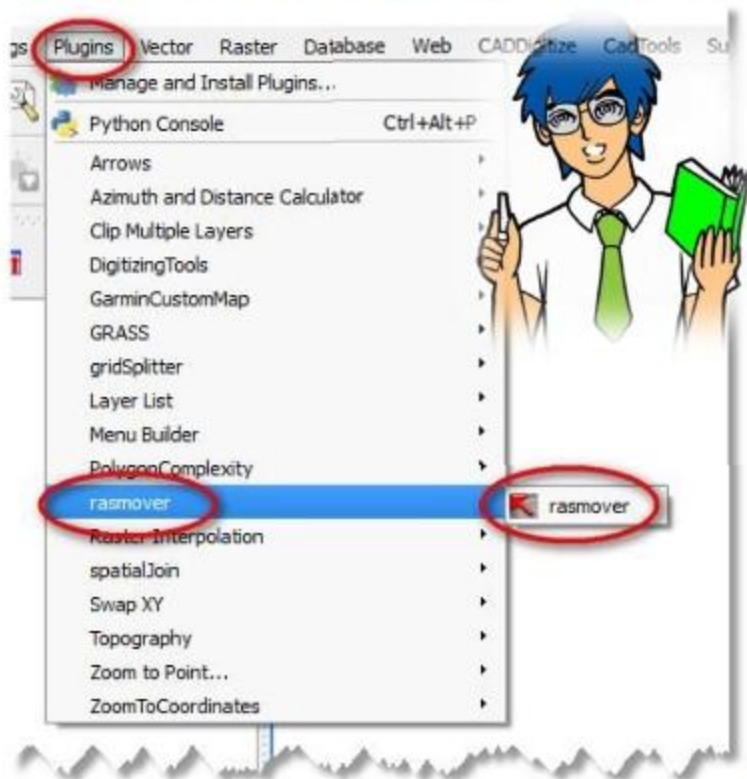 gs Plugins Vector Raster Database Web CADDigitize CadTools Su
Manage and Install Plugins...
Python Console Ctrl+Alt+P
Arrows
Azimuth and Distance Calculator
Clip Multiple Layers
DigitizingTools
GarminCustomMap
GRASS
gridSplitter
Layer List
Menu Builder
PolygonComplexity
rasmover
rasmover
Raster Interpolation
spatialJoin
Swap XY
Topography
Zoom to Point...
ZoomToCoordinates